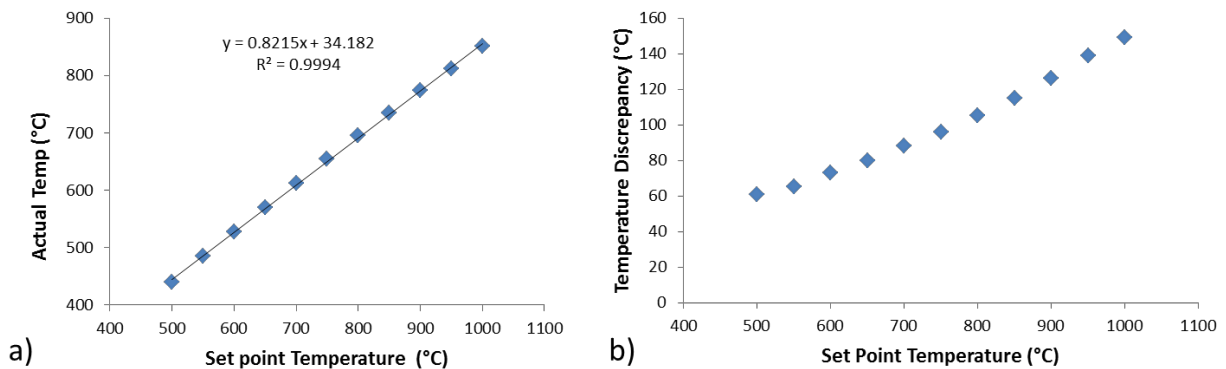 900
800
700
600
500
400
Actual Temp (°C)
y = 0.8215x + 34.182
R² = 0.9994
400 500 600 700 800 900 1000 1100
Set point Temperature (°C)
a)
160
140
120
100
80
60
40
20
0
Temperature Discrepancy (°C)
400 500 600 700 800 900 1000 1100
Set Point Temperature (°C)
b)